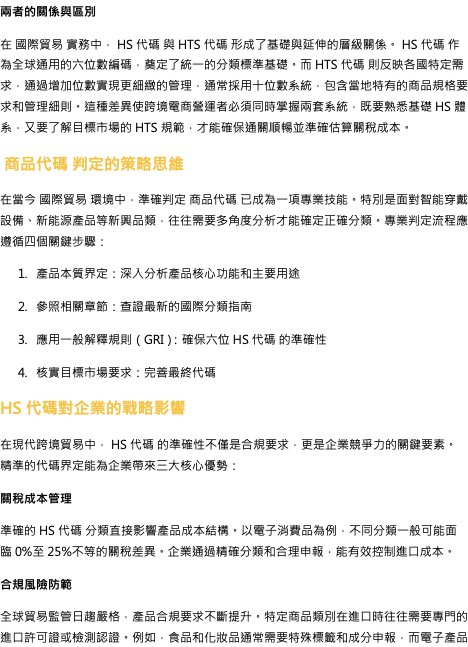 兩者的關係與區別
在 國際貿易 實務中， HS 代碼 與 HTS 代碼 形成了基礎與延伸的層級關係。 HS 代碼 作
為全球通用的六位數編碼，奠定了統一的分類標準基礎。而 HTS 代碼 則反映各國特定需
求，通過增加位數實現更細緻的管理，通常採用十位數系統，包含當地特有的商品規格要
求和管理細則。這種差異使跨境電商營運者必須同時掌握兩套系統，既要熟悉基礎 HS 體
系，又要了解目標市場的 HTS 規範，才能確保通關順暢並準確估算關稅成本。
商品代碼 判定的策略思維
在當今 國際貿易 環境中，準確判定 商品代碼 已成為一項專業技能。特別是面對智能穿戴
設備、新能源產品等新興品類，往往需要多角度分析才能確定正確分類。專業判定流程應
遵循四個關鍵步驟：
1. 產品本質界定：深入分析產品核心功能和主要用途
2. 參照相關章節：查證最新的國際分類指南
3. 應用一般解釋規則（GRI）：確保六位 HS 代碼 的準確性
4. 核實目標市場要求：完善最終代碼
HS 代碼對企業的戰略影響
在現代跨境貿易中， HS 代碼 的準確性不僅是合規要求，更是企業競爭力的關鍵要素。
精準的代碼界定能為企業帶來三大核心優勢：
關稅成本管理
準確的 HS 代碼 分類直接影響產品成本結構。以電子消費品為例，不同分類一般可能面
臨 0%至 25%不等的關稅差異。企業通過精確分類和合理申報，能有效控制進口成本。
合規風險防範
全球貿易監管日趨嚴格，產品合規要求不斷提升。特定商品類別在進口時往往需要專門的
進口許可證或檢測認證。例如，食品和化妝品通常需要特殊標籤和成分申報，而電子產品